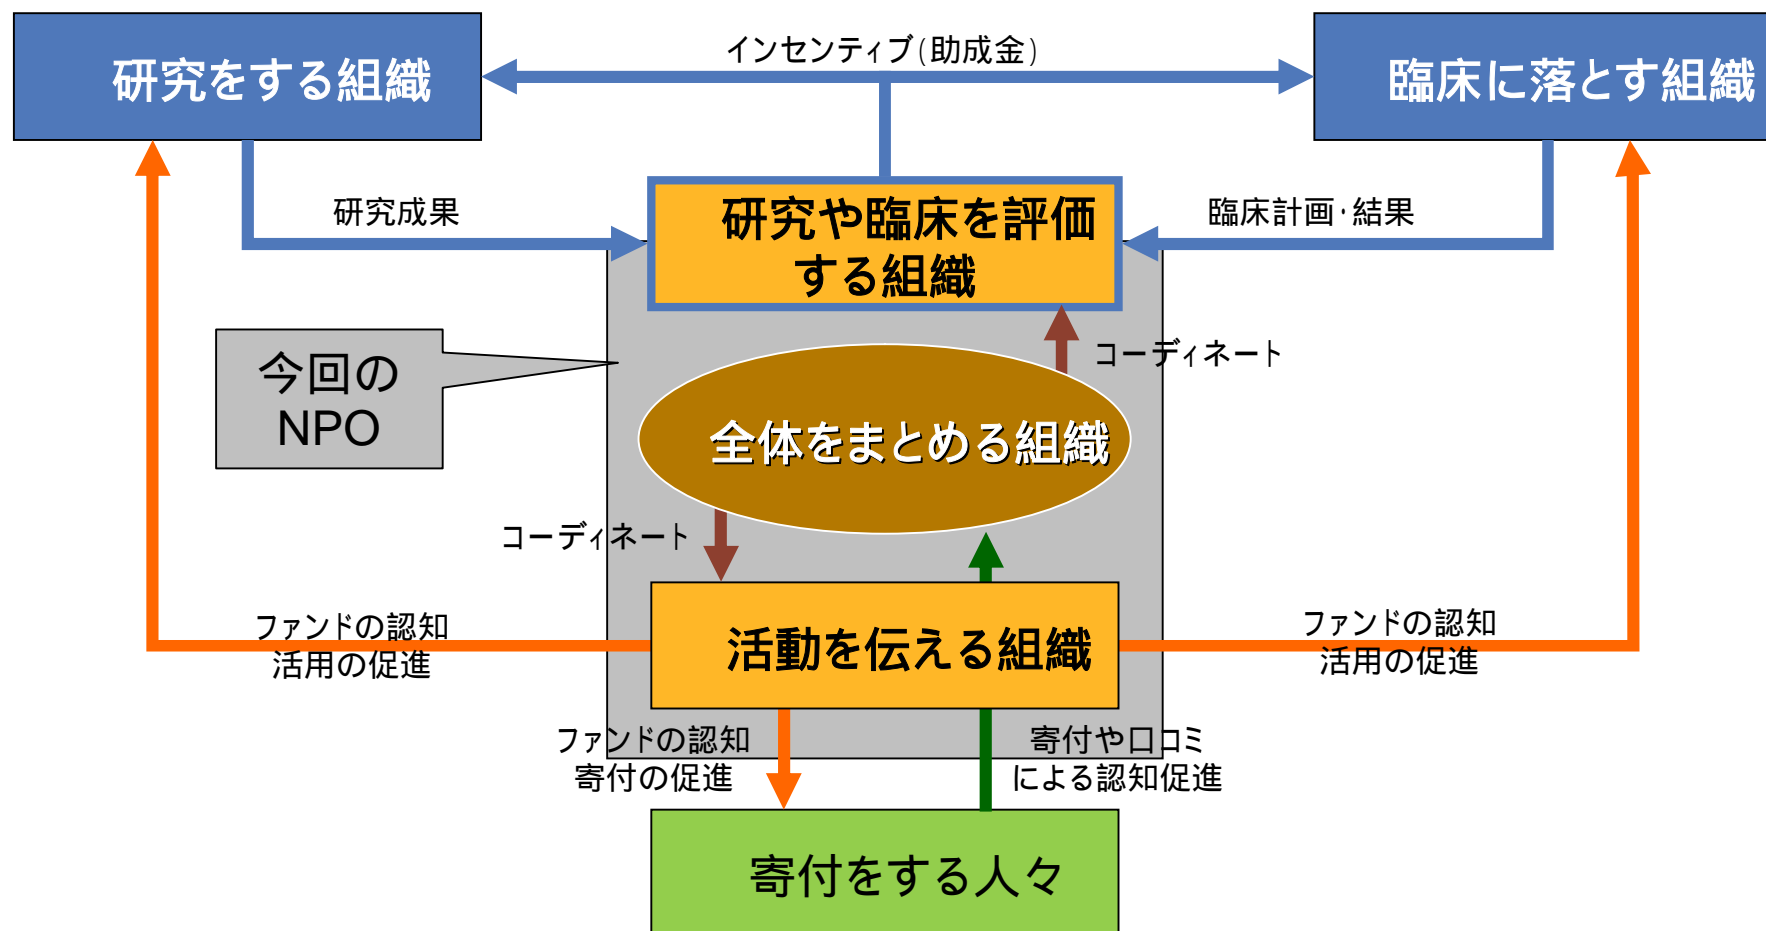 インセンティブ(助成金)
研究をする組織
臨床に落とす組織
研究成果
研究や臨床を評価
する組織
臨床計画・結果
今回の
NPO
コーディネート
全体をまとめる組織
コーディネート
ファンドの認知
活用の促進
活動を伝える組織
ファンドの認知
活用の促進
ファンドの認知
寄付の促進
寄付や口コミ
による認知促進
寄付をする人々